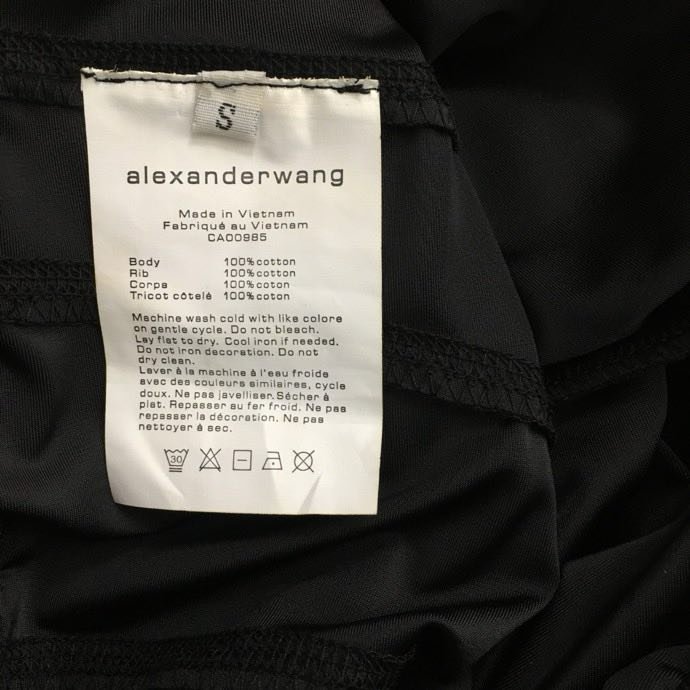 S
alexanderwang
Made in Vietnam
Fabriqué au Vietnam
CA00985
Body 100%cotton
Rib 100%cotton
Corps 100%coton
Tricot côtelé 100%coton
Machine wash cold with like colore
on gentle cycle. Do not bleach.
Lay flat to dry. Cool iron if needed.
Do not iron decoration. Do not
dry clean.
Laver à la machine à l'eau froide
avec des couleurs similaires, cycle
doux. Ne pas javelliser.Sécher à
plat. Repasser au fer froid. Ne pas
repasser la décoration. Ne pas
nettoyer à sec.
30